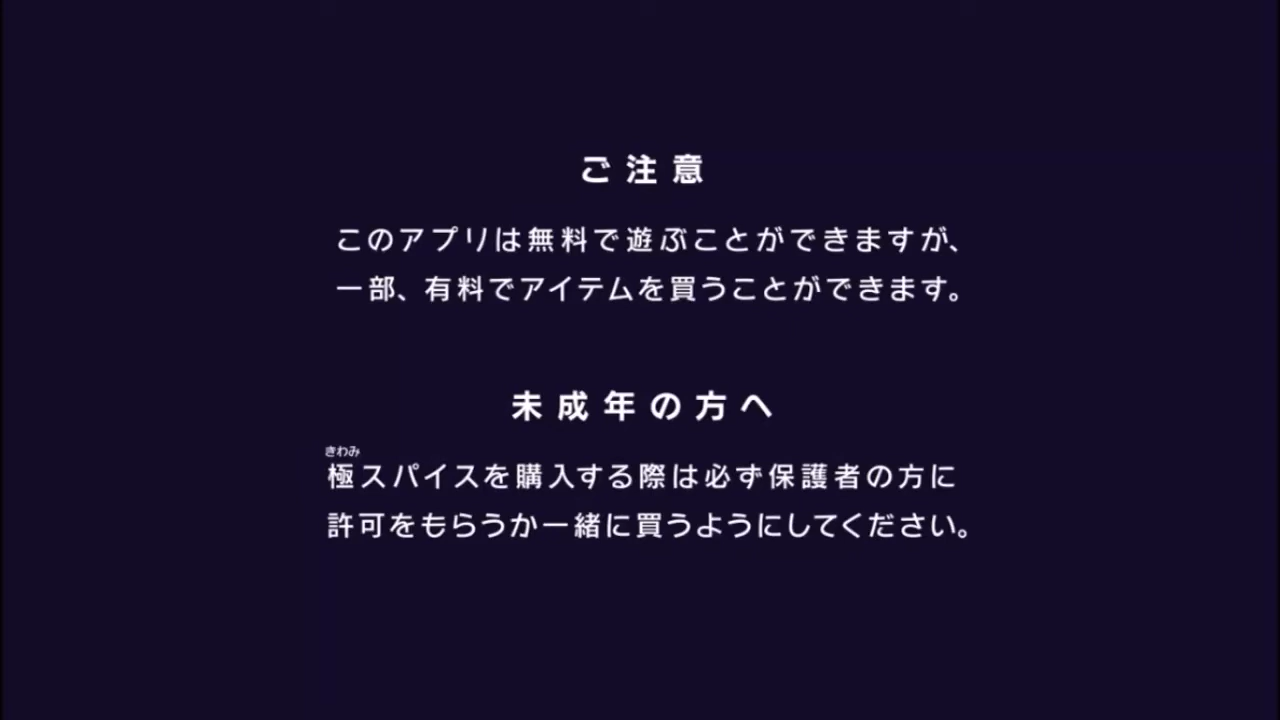 ご注意
このアプリは無料で遊ぶことができますが、
一部、有料でアイテムを買うことができます。
未成年の方へ
きわみ
極スパイスを購入する際は必ず保護者の方に
許可をもらうか一緒に買うようにしてください。